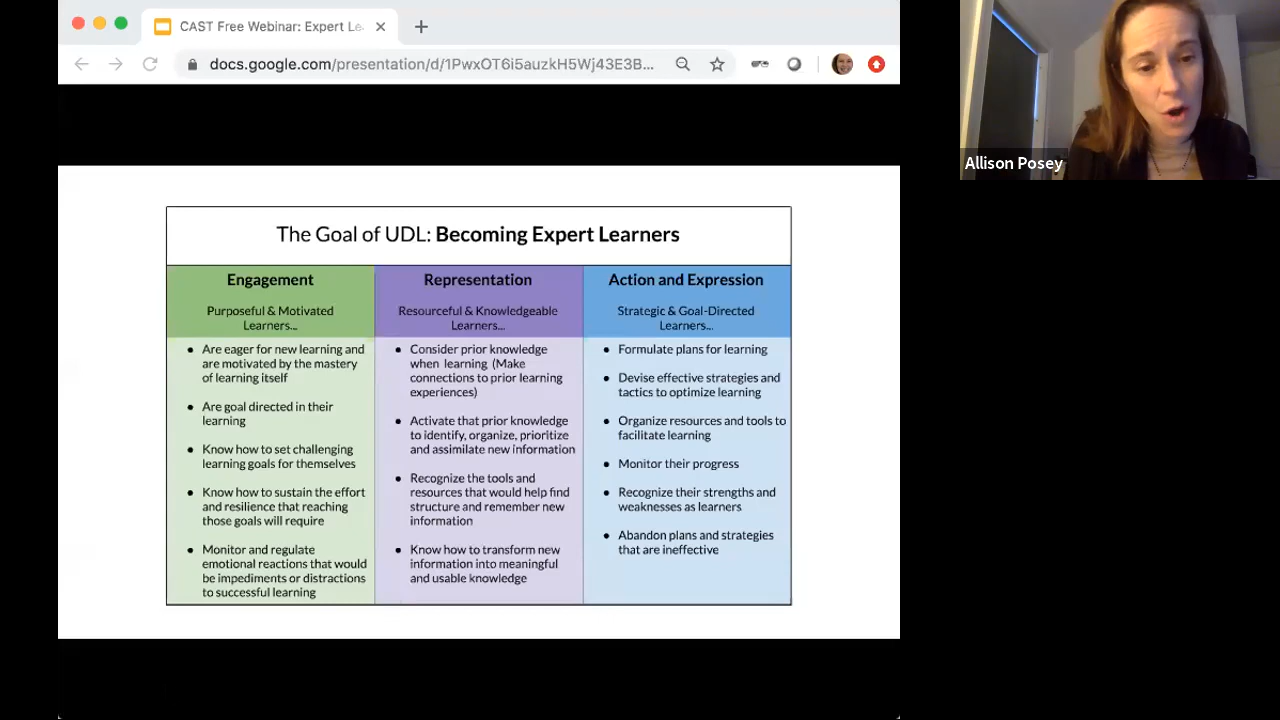 CAST Free Webinar: Expert Le
docs.google.com/presentation/d/1PwxOT6i5auzkH5Wj43E3B...
Allison Posey
The Goal of UDL: Becoming Expert Learners
Engagement
Purposeful & Motivated
Learners...
● Are eager for new learning and
are motivated by the mastery
of learning itself
● Are goal directed in their
learning
● Know how to set challenging
learning goals for themselves
● Know how to sustain the effort
and resilience that reaching
those goals will require
● Monitor and regulate
emotional reactions that would
be impediments or distractions
to successful learning
Representation
Resourceful & Knowledgeable
Learners...
● Consider prior knowledge
when learning (Make
connections to prior learning
experiences)
● Activate that prior knowledge
to identify, organize, prioritize
and assimilate new information
● Recognize the tools and
resources that would help find
structure and remember new
information
● Know how to transform new
information into meaningful
and usable knowledge
Action and Expression
Strategic & Goal-Directed
Learners...
● Formulate plans for learning
● Devise effective strategies and
tactics to optimize learning
● Organize resources and tools to
facilitate learning
● Monitor their progress
● Recognize their strengths and
weaknesses as learners
● Abandon plans and strategies
that are ineffective